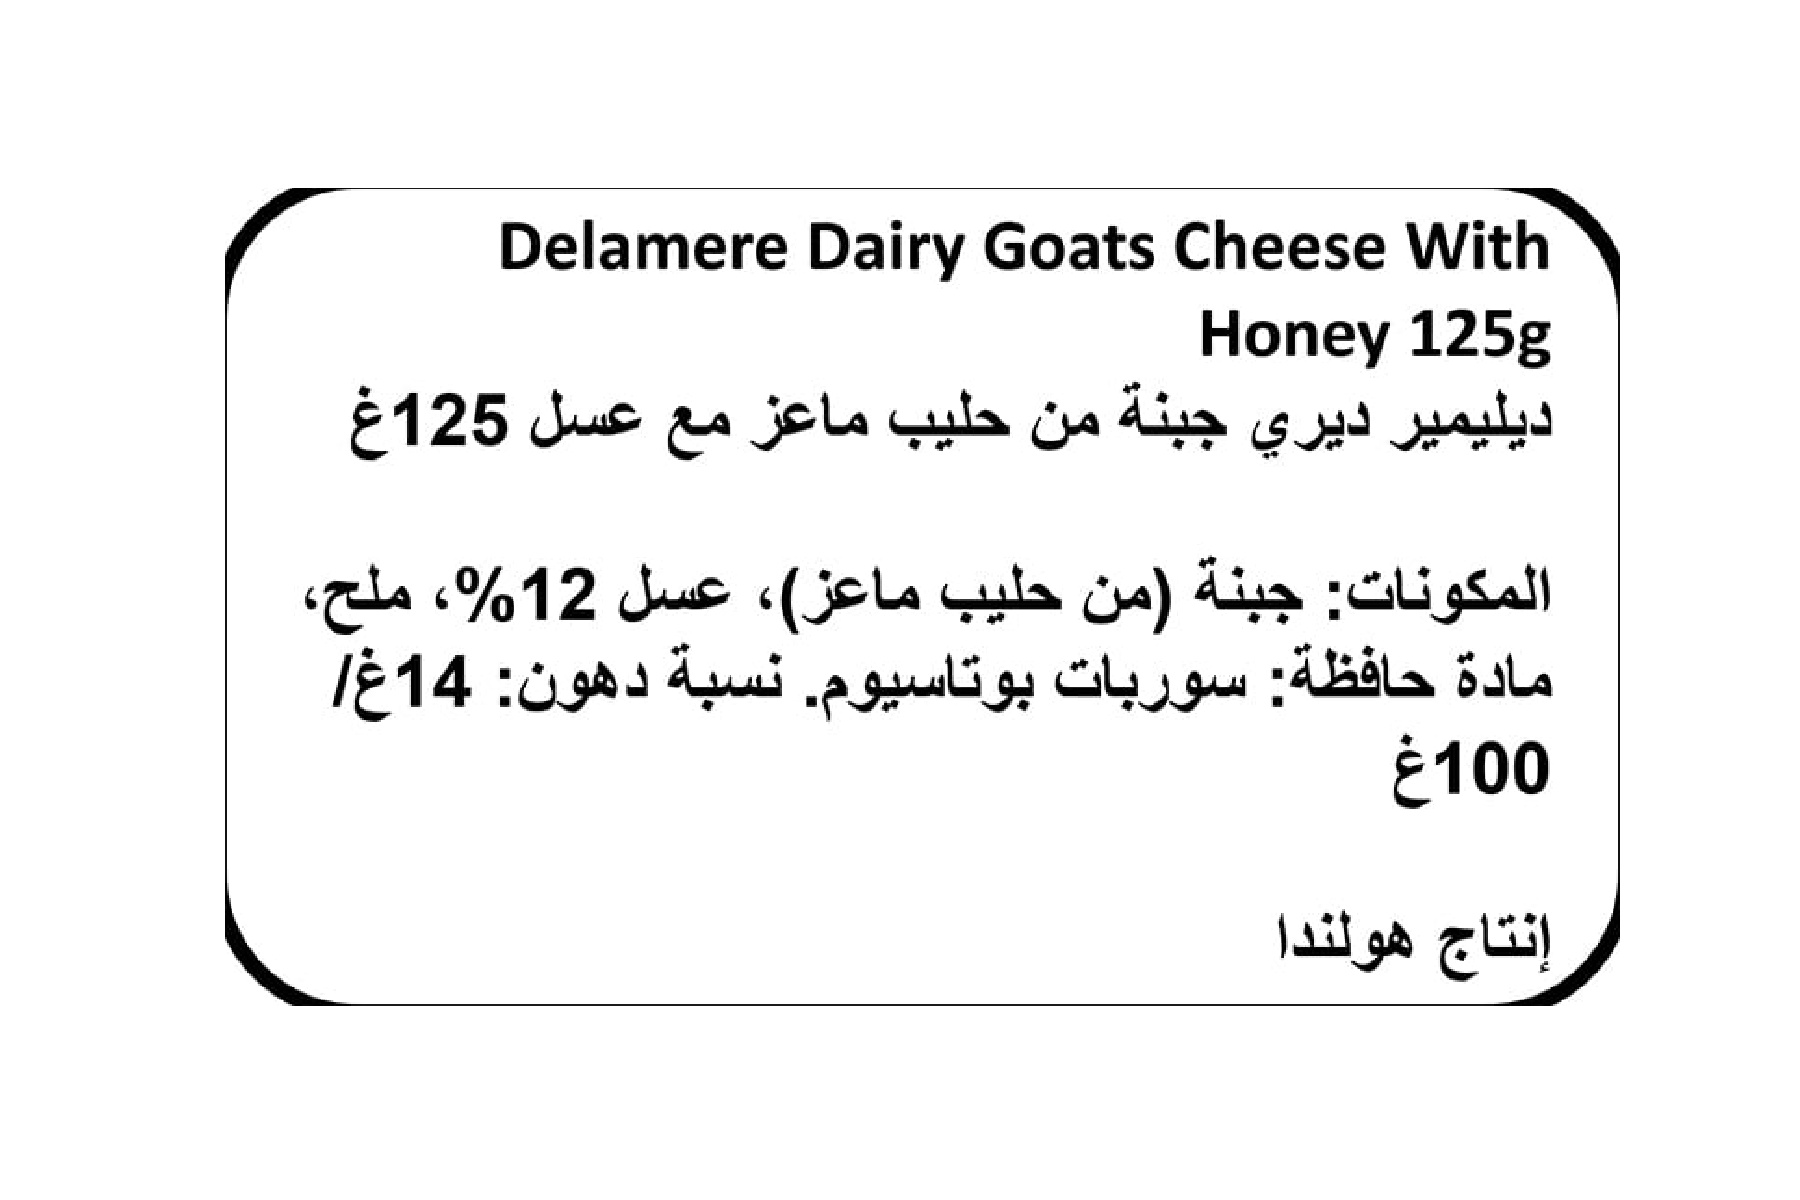 Delamere Dairy Goats Cheese With
Honey 125g
ديليمير ديري جبنة من حليب ماعز مع عسل 125غ
المكونات: جبنة (من حليب ماعز)، عسل 12%، ملح،
مادة حافظة: سوربات بوتاسيوم. نسبة دهون: 14غ/
100غ
إنتاج هولندا